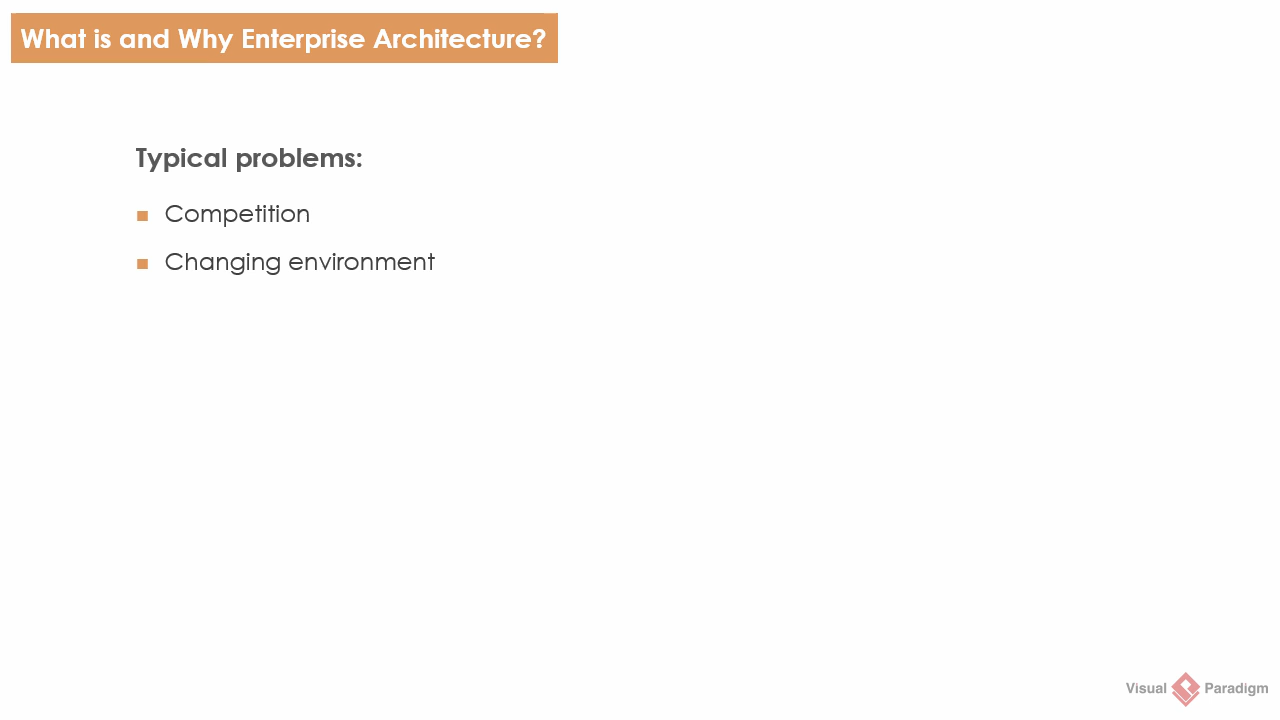 What is and Why Enterprise Architecture?
Typical problems:
Competition
Changing environment
Visual Paradigm